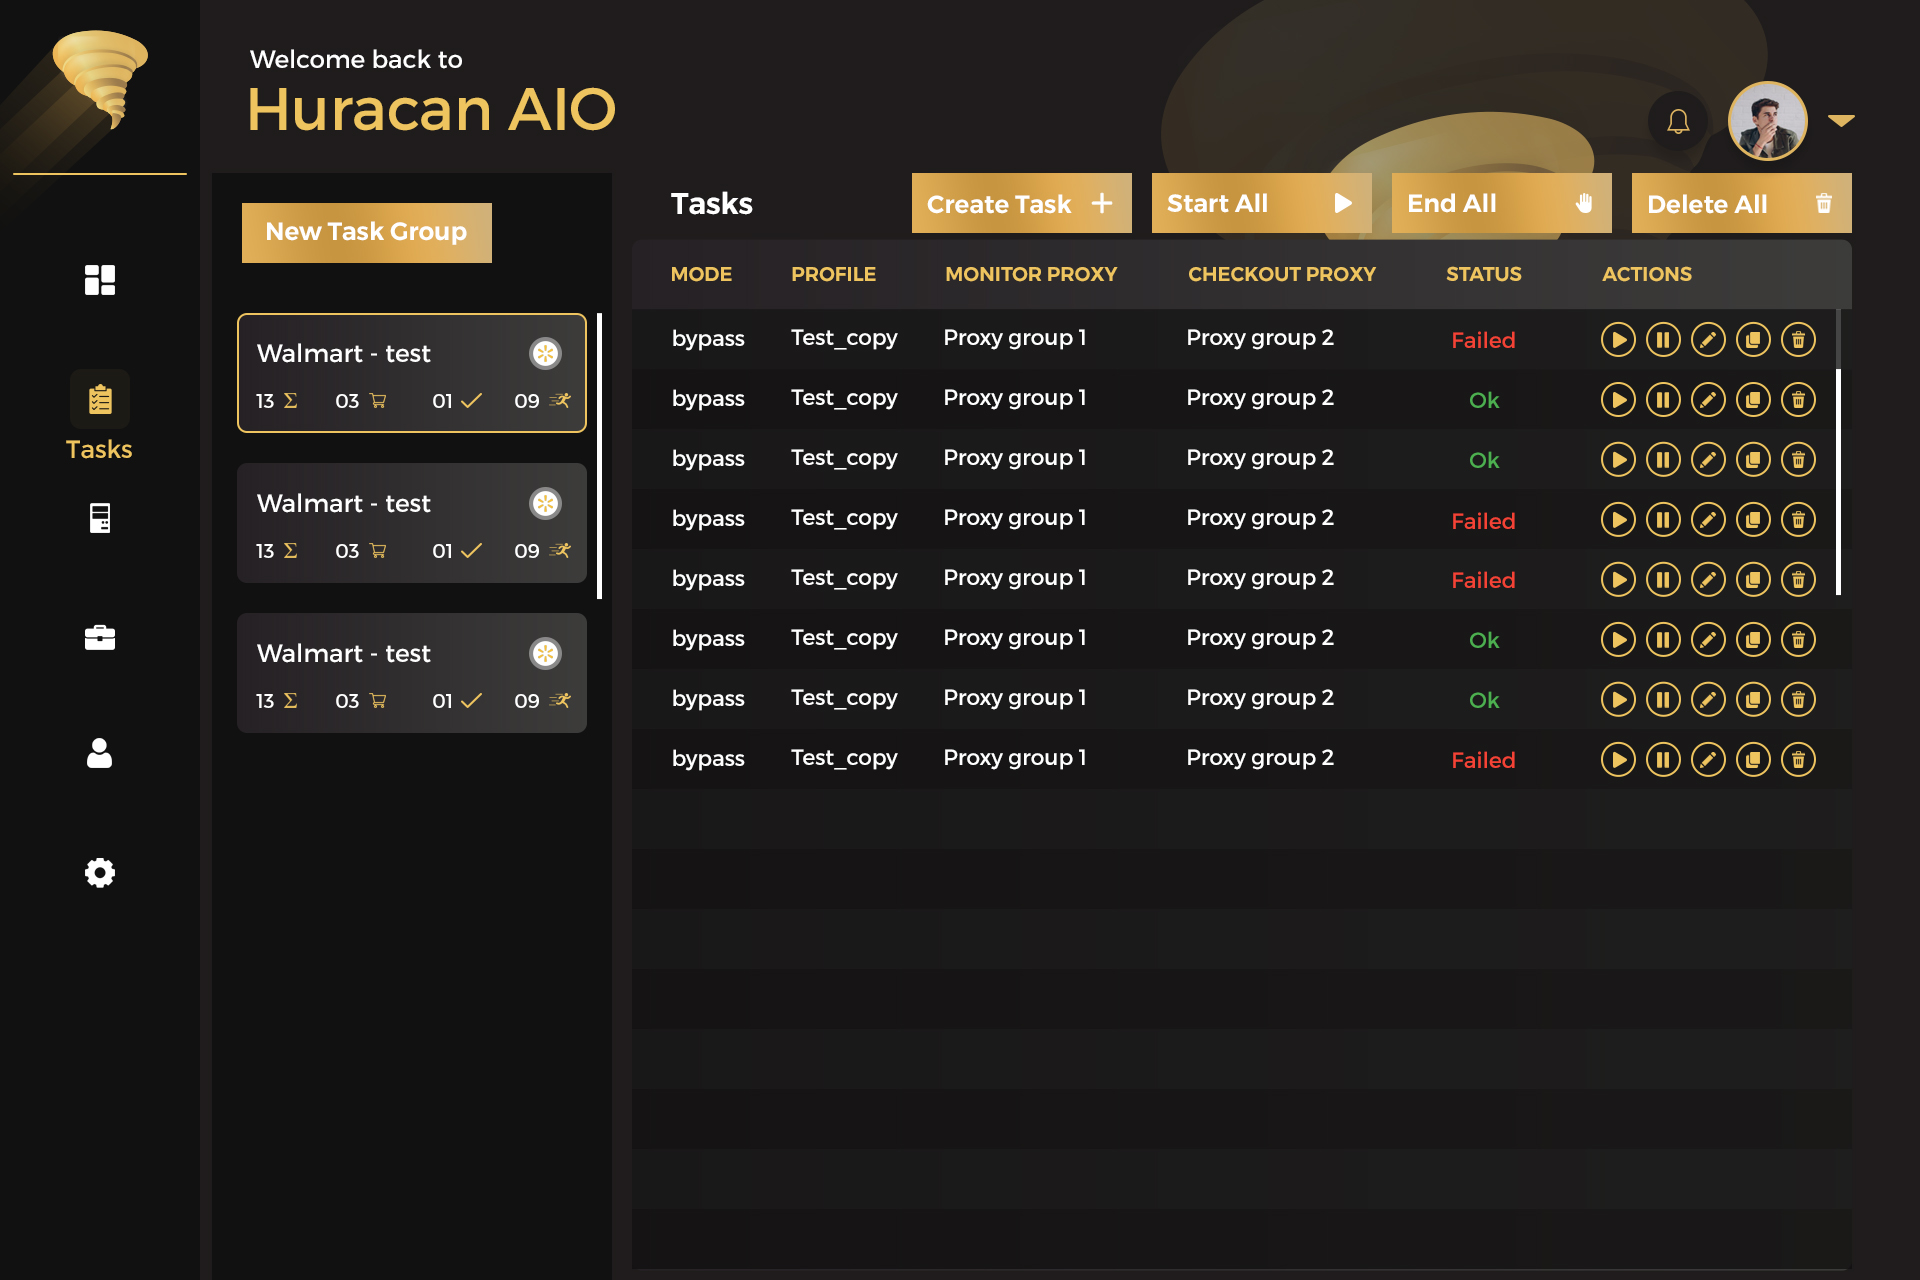 Welcome back to
Huracan AIO
Tasks
New Task Group
Walmart - test
13 Σ 03 01 09
Walmart - test
13 Σ 03 01 09
Walmart - test
13 Σ 03 01 09
Tasks
Create Task +
Start All
End All
Delete All
MODE PROFILE MONITOR PROXY CHECKOUT PROXY STATUS ACTIONS
bypass Test_copy Proxy group 1 Proxy group 2 Failed
bypass Test_copy Proxy group 1 Proxy group 2 Ok
bypass Test_copy Proxy group 1 Proxy group 2 Ok
bypass Test_copy Proxy group 1 Proxy group 2 Failed
bypass Test_copy Proxy group 1 Proxy group 2 Failed
bypass Test_copy Proxy group 1 Proxy group 2 Ok
bypass Test_copy Proxy group 1 Proxy group 2 Ok
bypass Test_copy Proxy group 1 Proxy group 2 Failed